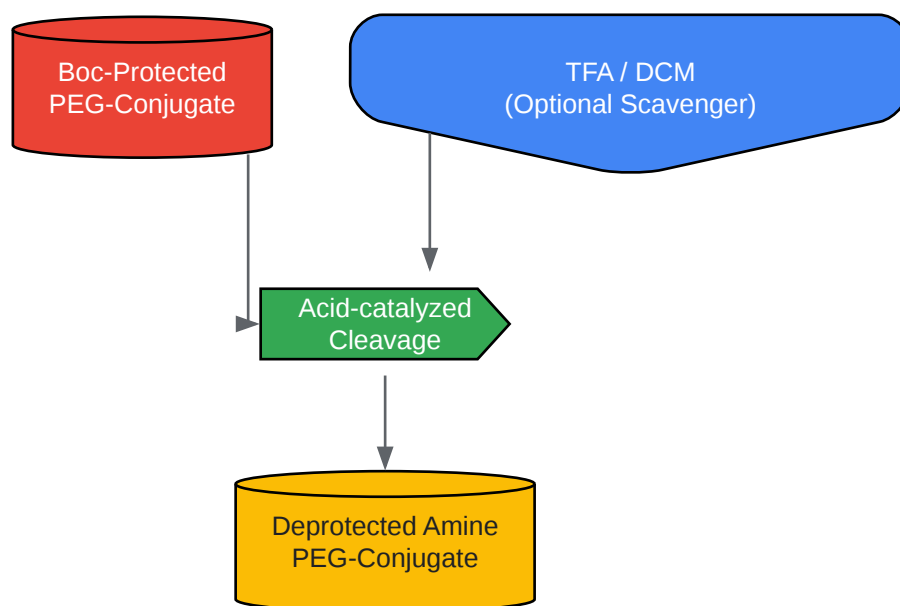 Boc-Protected
PEG-Conjugate
TFA / DCM
(Optional Scavenger)
Acid-catalyzed
Cleavage
Deprotected Amine
PEG-Conjugate